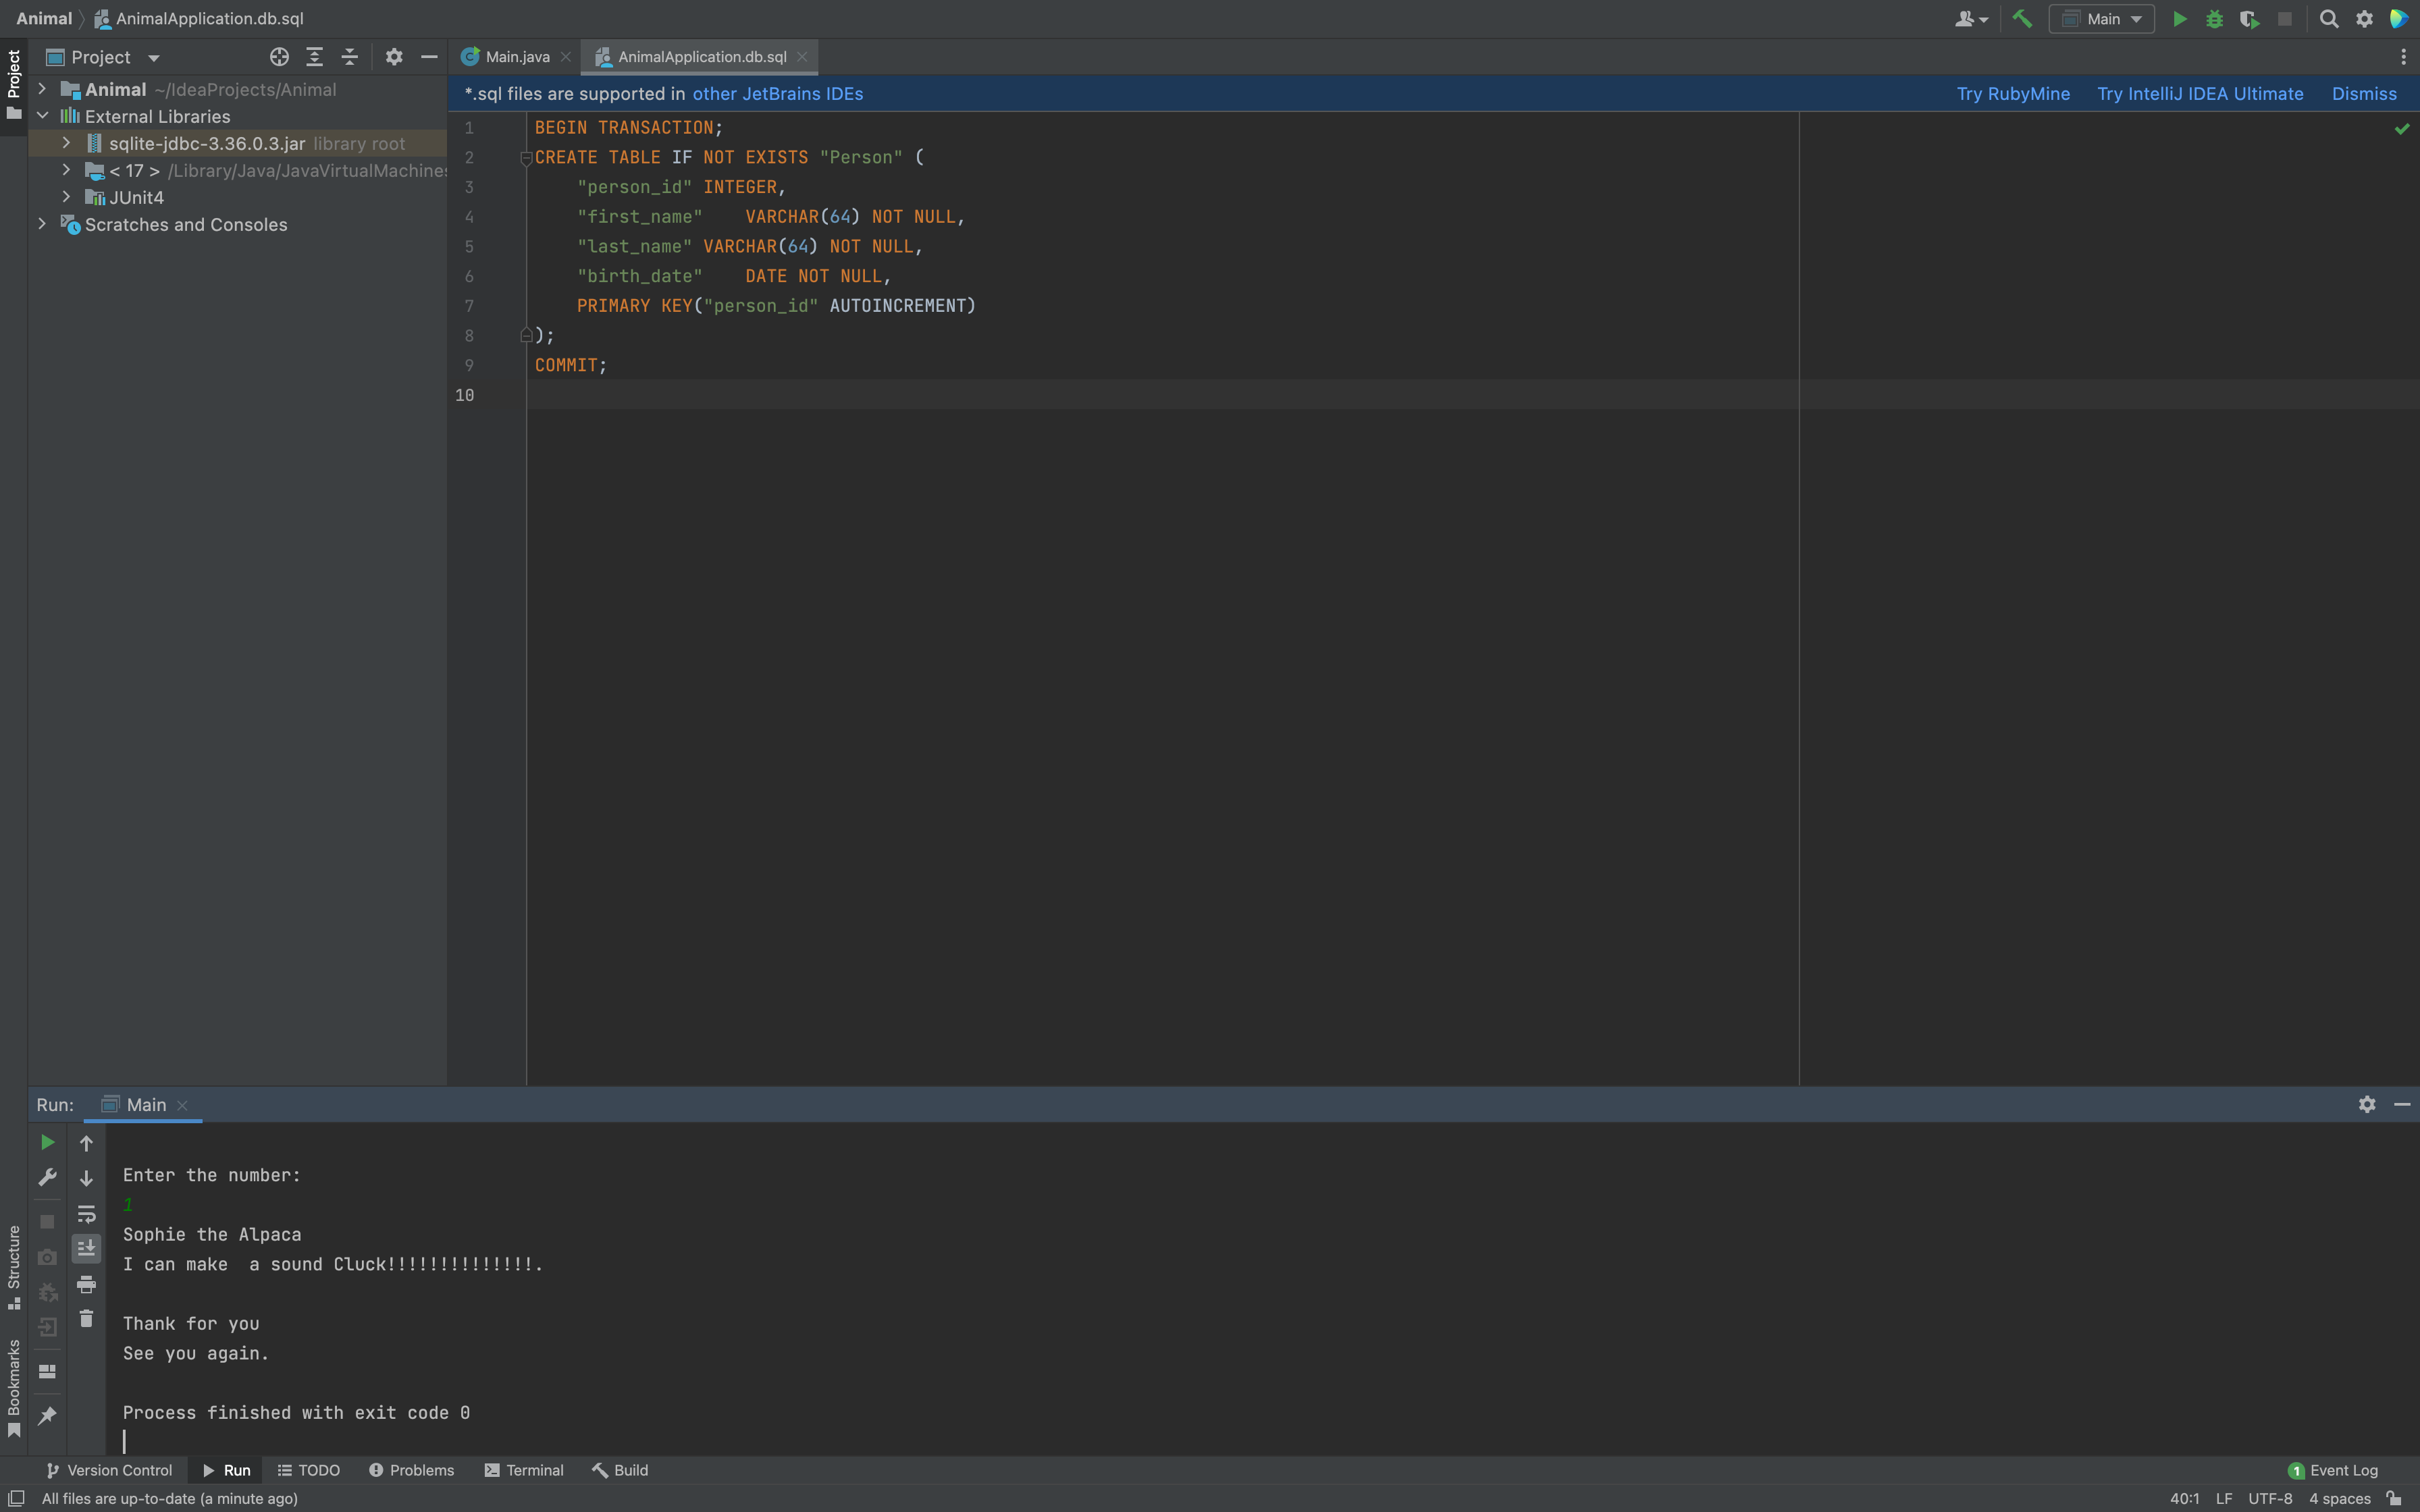 Animal AnimalApplication.db.sql Main
Project
Project
Main.java AnimalApplication.db.sql
Animal ~/IdeaProjects/Animal
External Libraries
sqlite-jdbc-3.36.0.3.jar library root
< 17 > /Library/Java/JavaVirtualMachines
JUnit4
Scratches and Consoles
*.sql files are supported in other JetBrains IDEs Try RubyMine Try IntelliJ IDEA Ultimate Dismiss
1 BEGIN TRANSACTION;
2 CREATE TABLE IF NOT EXISTS "Person" (
3 "person_id" INTEGER,
4 "first_name" VARCHAR(64) NOT NULL,
5 "last_name" VARCHAR(64) NOT NULL,
6 "birth_date" DATE NOT NULL,
7 PRIMARY KEY("person_id" AUTOINCREMENT)
8 );
9 COMMIT;
10
Run: Main
Enter the number:
1
Sophie the Alpaca
I can make  a sound Cluck!!!!!!!!!!!!!!.
Thank for you
See you again.
Process finished with exit code 0
Structure
Bookmarks
Version Control Run TODO Problems Terminal Build 1 Event Log
All files are up-to-date (a minute ago) 40:1 LF UTF-8 4 spaces